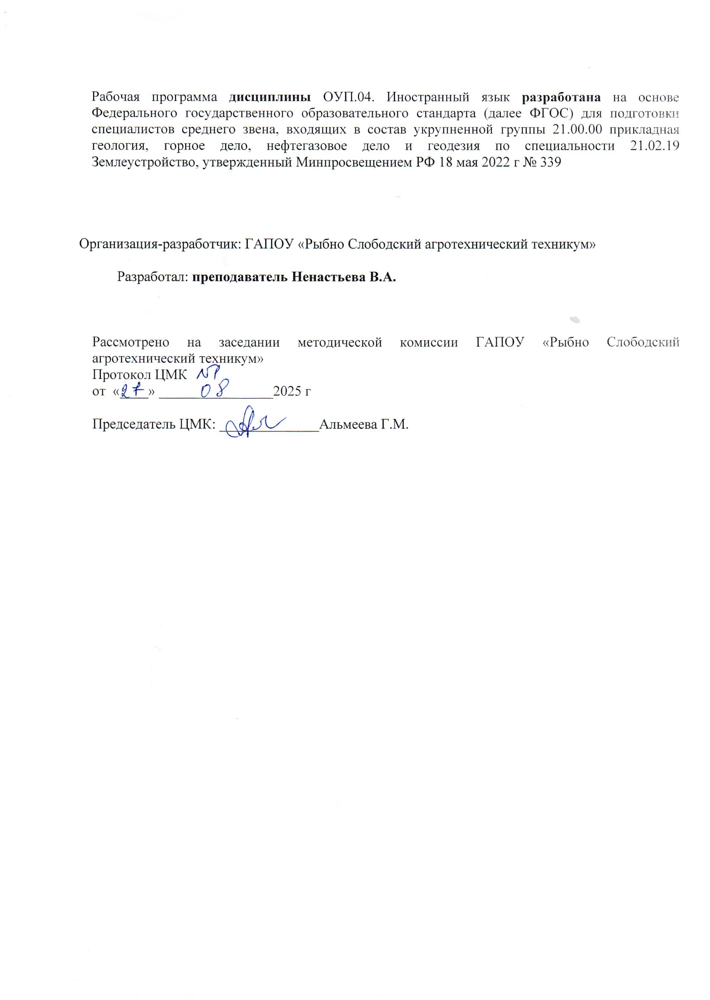 Рабочая программа дисциплины ОУП.04. Иностранный язык разработана на основе
Федерального государственного образовательного стандарта (далее ФГОС) для подготовки
специалистов среднего звена, входящих в состав укрупненной группы 21.00.00 прикладная
геология, горное дело, нефтегазовое дело и геодезия по специальности 21.02.19
Землеустройство, утвержденный Минпросвещением РФ 18 мая 2022 г № 339
Организация-разработчик: ГАПОУ «Рыбно Слободский агротехнический техникум»
Разработал: преподаватель Ненастьева В.А.
Рассмотрено на заседании методической комиссии ГАПОУ «Рыбно Слободский
агротехнический техникум»
Протокол ЦМК №1
от «27» 08 2025 г
Председатель ЦМК: Альмеева Г.М.